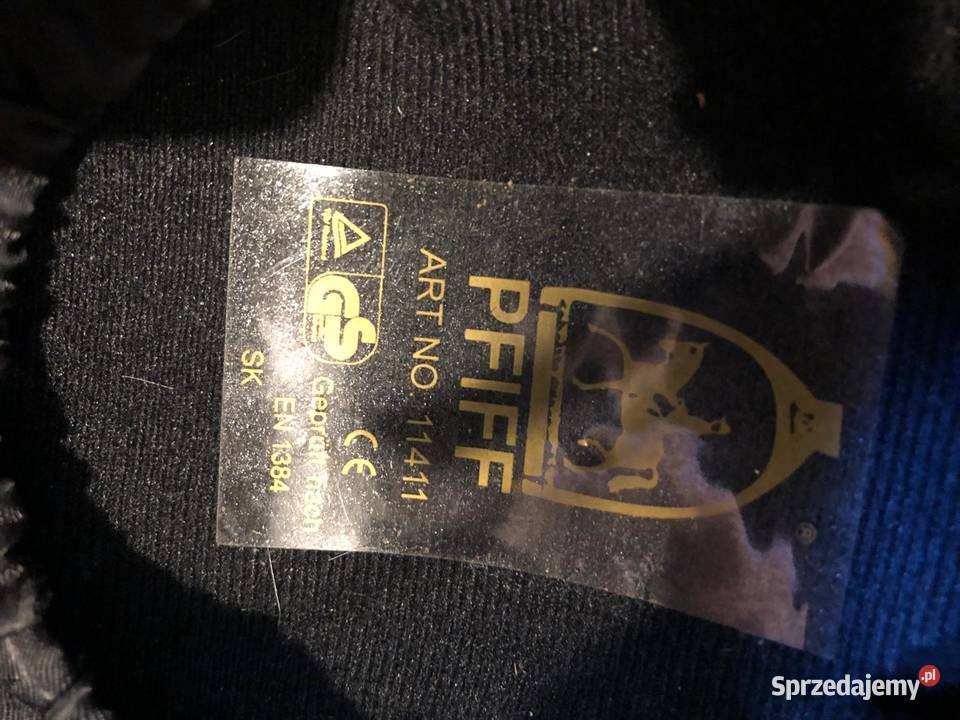 PFIFF
®
ART NO. 11411
GS
CE
Geprüft nach
EN 1384
SK
Sprzedajemy.pl